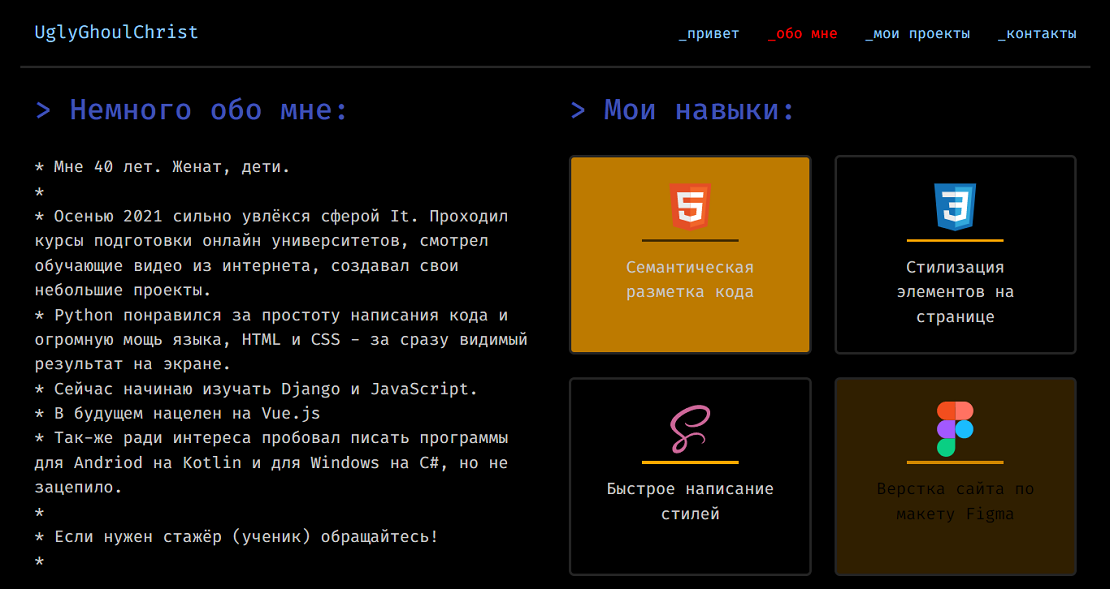 UglyGhoulChrist
_привет _обо мне _мои проекты _контакты
> Немного обо мне:
* Мне 40 лет. Женат, дети.
*
* Осенью 2021 сильно увлёкся сферой It. Проходил
курсы подготовки онлайн университетов, смотрел
обучающие видео из интернета, создавал свои
небольшие проекты.
* Python понравился за простоту написания кода и
огромную мощь языка, HTML и CSS - за сразу видимый
результат на экране.
* Сейчас начинаю изучать Django и JavaScript.
* В будущем нацелен на Vue.js
* Так-же ради интереса пробовал писать программы
для Andriod на Kotlin и для Windows на C#, но не
зацепило.
*
* Если нужен стажёр (ученик) обращайтесь!
*
> Мои навыки:
5
Семантическая
разметка кода
3
Стилизация
элементов на
странице
Быстрое написание
стилей
Верстка сайта по
макету Figma